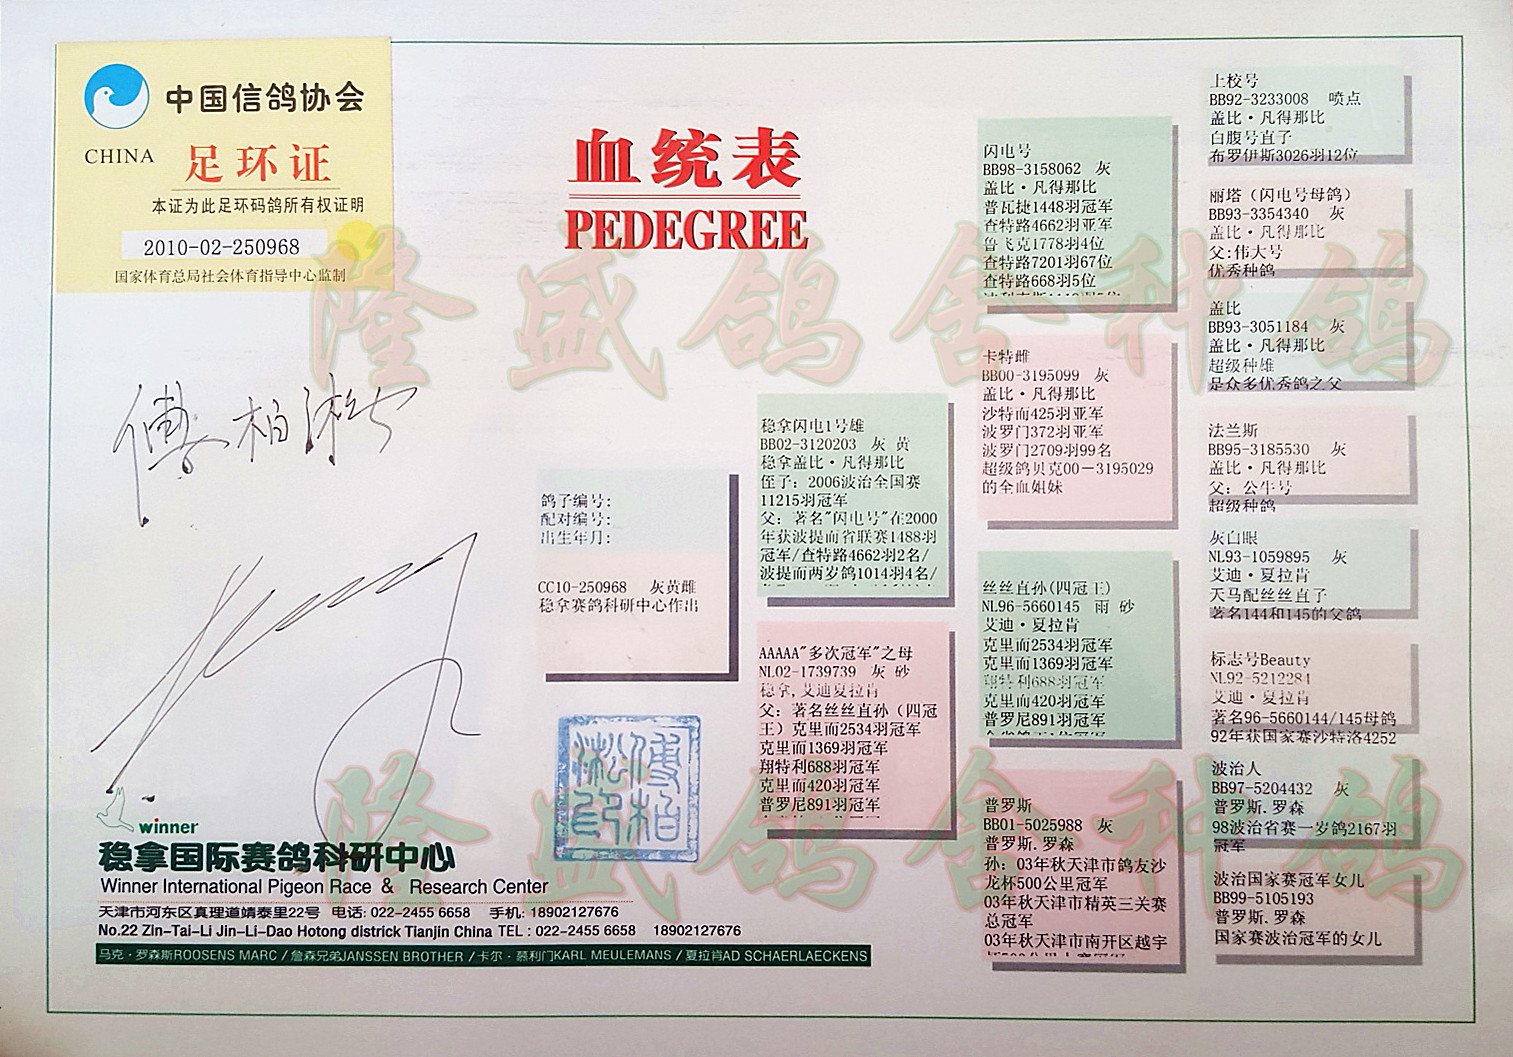 中国信鸽协会
CHINA
足环证
本证为此足环码鸽所有权证明
2010-02-250968
国家体育总局社会体育指导中心监制
血统表
PEDEGREE
隆盛鸽舍种鸽
鸽子编号:
配对编号:
出生年月:
CC10-250968 灰黄雌
稳拿赛鸽科研中心作出
稳拿闪电1号雄
BB02-3120203 灰 黄
稳拿盖比·凡得那比
侄子: 2006波治全国赛
11215羽冠军
父: 著名"闪电号"在2000
年获波提而省联赛1488羽
冠军/查特路4662羽2名/
波提而两岁鸽1014羽4名/
AAAAA"多次冠军"之母
NL02-1739739 灰 砂
稳拿,艾迪夏拉肯
父: 著名丝丝直孙 (四冠
王) 克里而2534羽冠军
克里而1369羽冠军
翔特利688羽冠军
克里而420羽冠军
普罗尼891羽冠军
闪电号
BB98-3158062 灰
盖比·凡得那比
普瓦捷1448羽冠军
查特路4662羽亚军
鲁飞克1778羽4位
查特路7201羽67位
查特路668羽5位
卡特雌
BB00-3195099 灰
盖比·凡得那比
沙特而425羽亚军
波罗门372羽亚军
波罗门2709羽99名
超级鸽贝克00-3195029
的全血姐妹
丝丝直孙(四冠王)
NL96-5660145 雨 砂
艾迪·夏拉肯
克里而2534羽冠军
克里而1369羽冠军
翔特利688羽冠军
克里而420羽冠军
普罗尼891羽冠军
普罗斯
BB01-5025988 灰
普罗斯.罗森
孙: 03年秋天津市鸽友沙
龙杯500公里冠军
03年秋天津市精英三关赛
总冠军
03年秋天津市南开区越宇
上校号
BB92-3233008 喷点
盖比·凡得那比
白腹号直子
布罗伊斯3026羽12位
丽塔 (闪电号母鸽)
BB93-3354340 灰
盖比·凡得那比
父:伟大号
优秀种鸽
盖比
BB93-3051184 灰
盖比·凡得那比
超级种雄
是众多优秀鸽之父
法兰斯
BB95-3185530 灰
盖比·凡得那比
父: 公牛号
超级种鸽
灰白眼
NL93-1059895 灰
艾迪·夏拉肯
天马配丝丝直子
著名144和145的父鸽
标志号Beauty
NL92-5212284
艾迪·夏拉肯
著名96-5660144/145母鸽
92年获国家赛沙特洛4252
波治人
BB97-5204432 灰
普罗斯.罗森
98波治省赛一岁鸽2167羽
冠军
波治国家赛冠军女儿
BB99-5105193
普罗斯.罗森
国家赛波治冠军的女儿
隆盛鸽舍种鸽
winner
稳拿国际赛鸽科研中心
Winner International Pigeon Race & Research Center
天津市河东区真理道靖泰里22号 电话: 022-2455 6658 手机: 18902127676
No.22 Zin-Tai-Li Jin-Li-Dao Hotong districk Tianjin China TEL : 022-2455 6658 18902127676
马克·罗森斯ROOSENS MARC / 詹森兄弟JANSSEN BROTHER / 卡尔·慕利门KARL MEULEMANS / 夏拉肯AD SCHAERLAECKENS